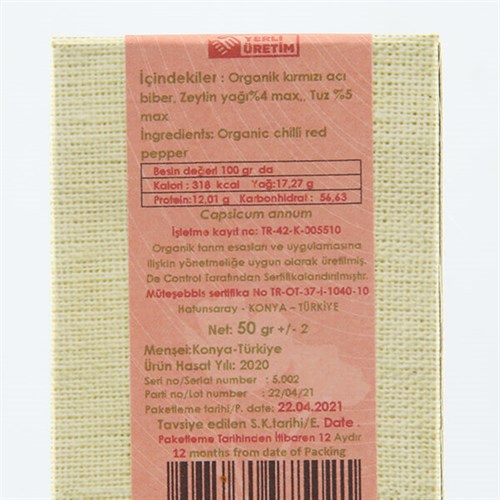 YERLİ
ÜRETİM
İçindekiler : Organik kırmızı acı
biber, Zeytin yağı%4 max,, Tuz %5
max
İngredients: Organic chilli red
pepper
Besin değeri 100 gr da
Kalori : 318 kcal Yağ:17,27 g
Protein:12,01 g Karbonhidrat : 56,63
Capsicum annum
İşletme kayıt no: TR-42-K-005510
Organik tarım esasları ve uygulamasına
ilişkin yönetmeliğe uygun olarak üretilmiş.
De Control Tarafından Sertifikalandırılmıştır.
Müteşebbis sertifika No TR-OT-37-i-1040-10
Hatunsaray - KONYA – TÜRKİYE
Net: 50 gr +/- 2
Menşei:Konya-Türkiye
Ürün Hasat Yılı: 2020
Seri no/Serial number : 5.002
Parti no/Lot number : 22/04/21
Paketleme tarihi/P. date: 22.04.2021
Tavsiye edilen S.K.tarihi/E. Date .
Paketleme Tarihinden İtibaren 12 Aydır
12 months from date of Packing